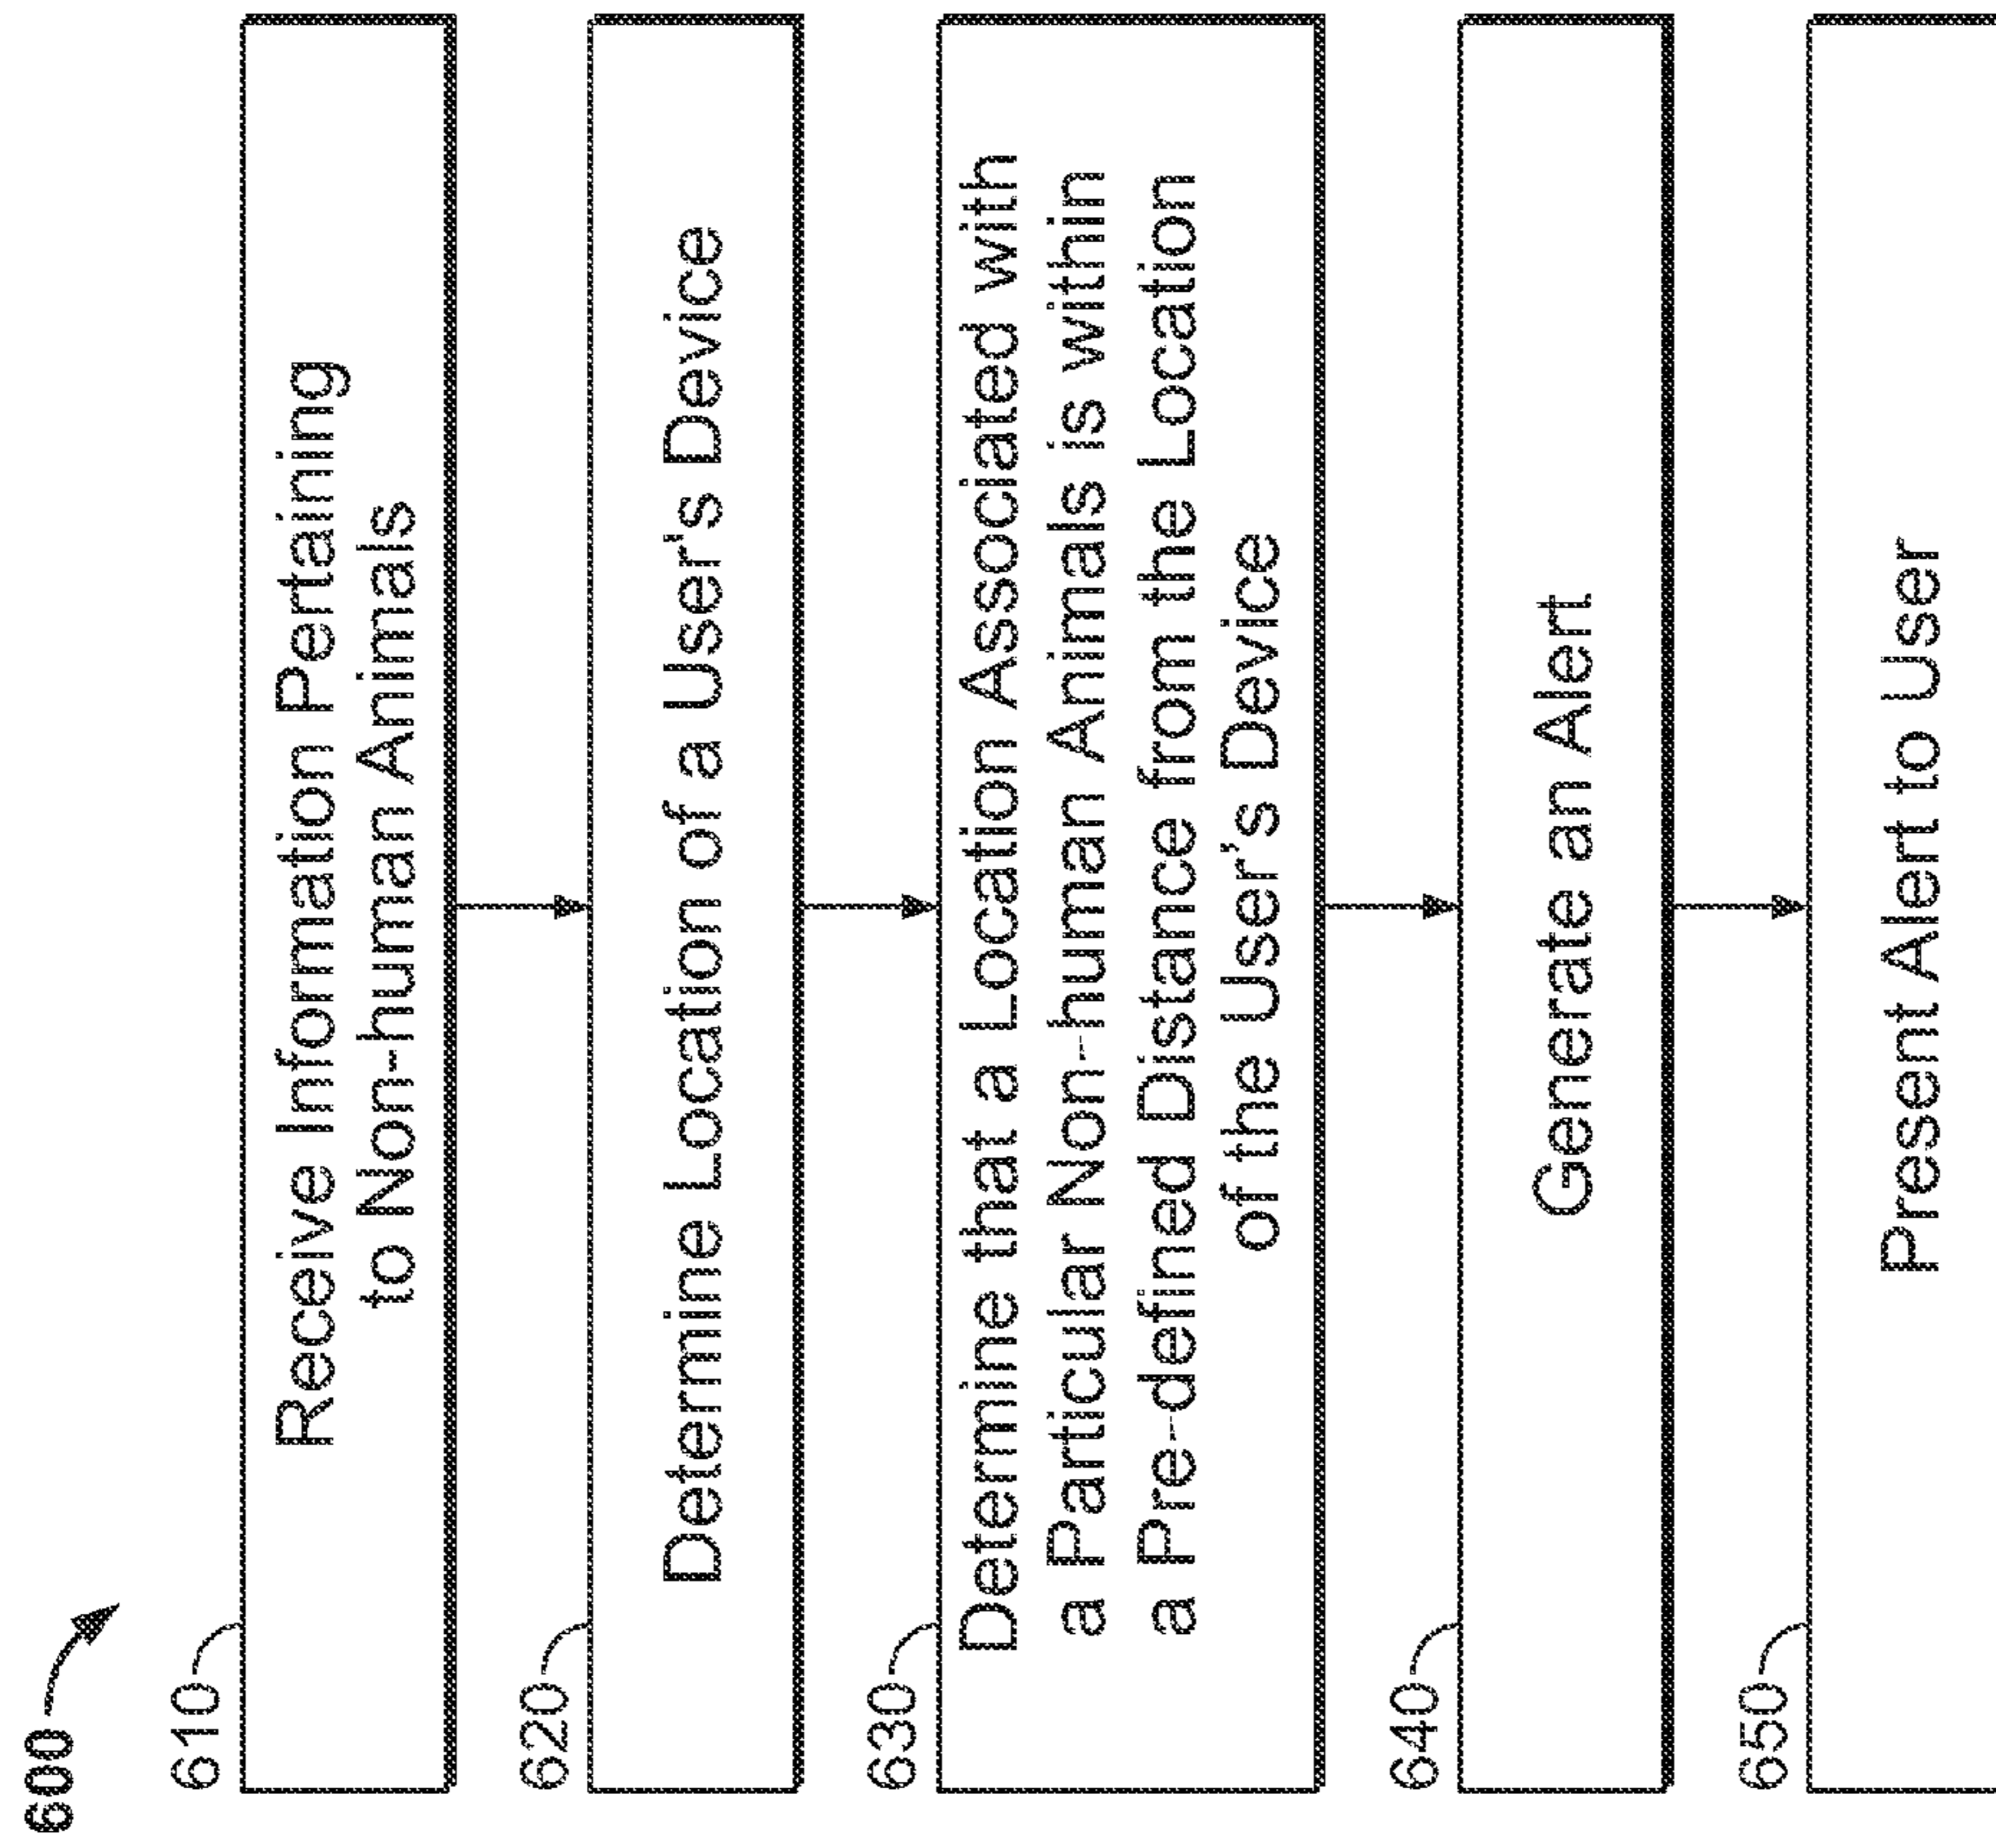 600
610
Receive Information Pertaining
to Non-human Animals
620
Determine Location of a User's Device
630
Determine that a Location Associated with
a Particular Non-human Animals is within
a Pre-defined Distance from the Location
of the User's Device
640
Generate an Alert
650
Present Alert to User